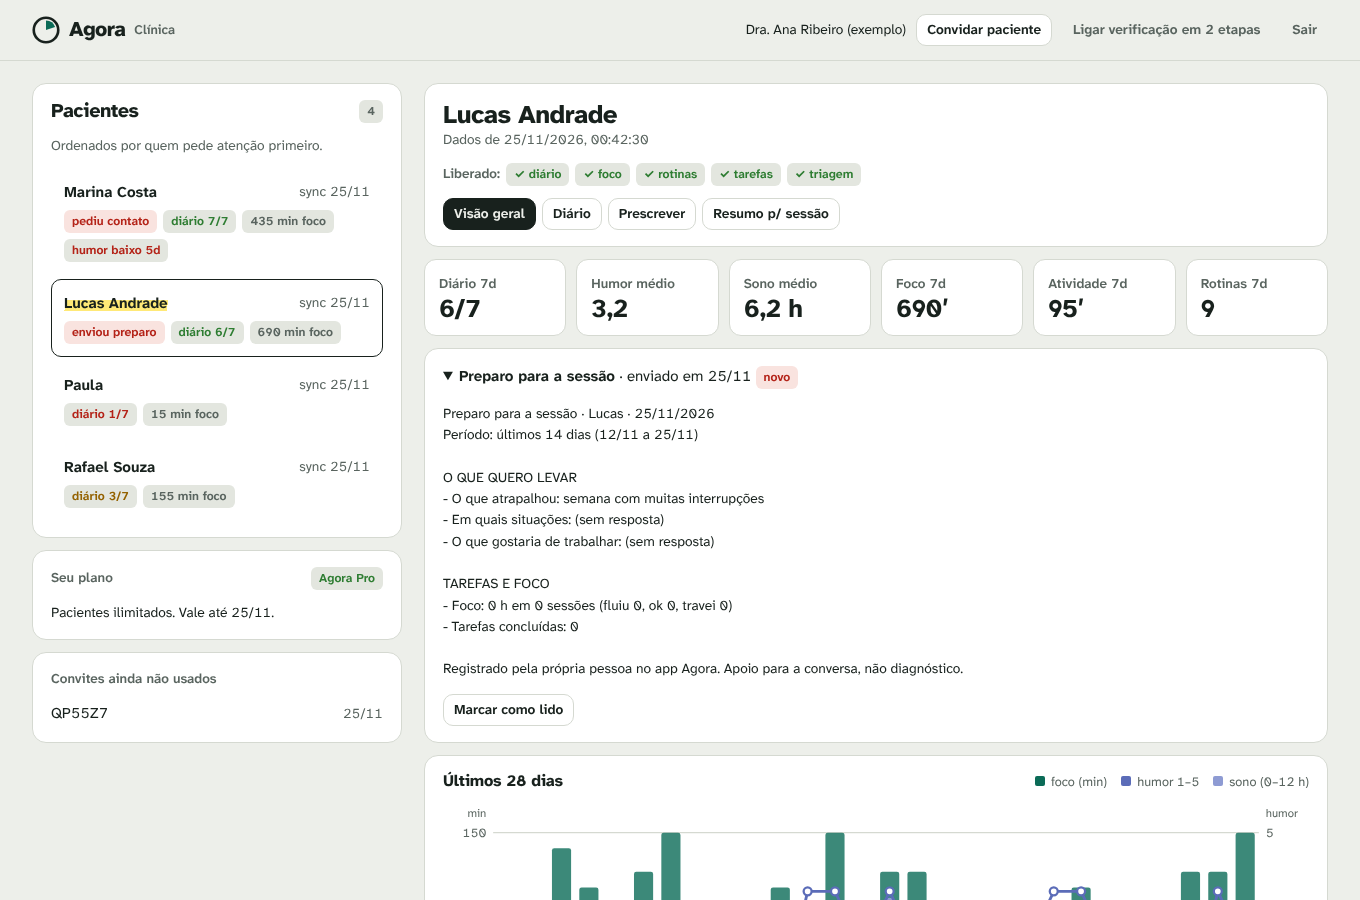 Agora Clínica
Dra. Ana Ribeiro (exemplo)
Convidar paciente
Ligar verificação em 2 etapas
Sair
Pacientes
4
Ordenados por quem pede atenção primeiro.
Marina Costa
sync 25/11
pediu contato
diário 7/7
435 min foco
humor baixo 5d
Lucas Andrade
sync 25/11
enviou preparo
diário 6/7
690 min foco
Paula
sync 25/11
diário 1/7
15 min foco
Rafael Souza
sync 25/11
diário 3/7
155 min foco
Seu plano
Agora Pro
Pacientes ilimitados. Vale até 25/11.
Convites ainda não usados
QP55Z7
25/11
Lucas Andrade
Dados de 25/11/2026, 00:42:30
Liberado: ✓ diário ✓ foco ✓ rotinas ✓ tarefas ✓ triagem
Visão geral
Diário
Prescrever
Resumo p/ sessão
Diário 7d
6/7
Humor médio
3,2
Sono médio
6,2 h
Foco 7d
690′
Atividade 7d
95′
Rotinas 7d
9
▼ Preparo para a sessão · enviado em 25/11 novo
Preparo para a sessão · Lucas · 25/11/2026
Período: últimos 14 dias (12/11 a 25/11)
O QUE QUERO LEVAR
- O que atrapalhou: semana com muitas interrupções
- Em quais situações: (sem resposta)
- O que gostaria de trabalhar: (sem resposta)
TAREFAS E FOCO
- Foco: 0 h em 0 sessões (fluiu 0, ok 0, travei 0)
- Tarefas concluídas: 0
Registrado pela própria pessoa no app Agora. Apoio para a conversa, não diagnóstico.
Marcar como lido
Últimos 28 dias
foco (min)
humor 1–5
sono (0–12 h)
min
humor
150
5